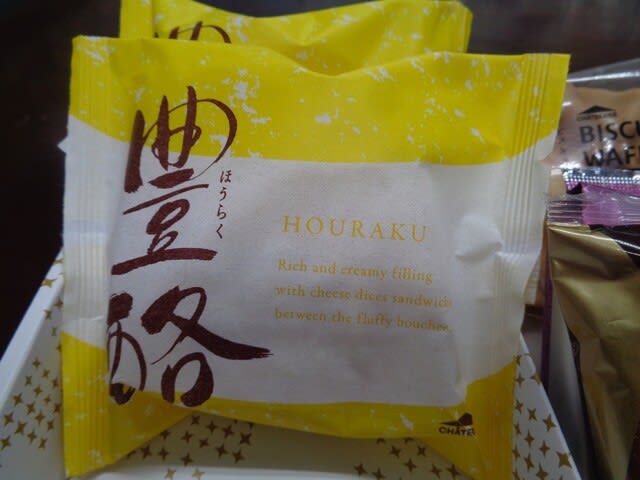 豊酪
ほうらく
HOURAKU
Rich and creamy filling
with cheese dices sandwich
between the fluffy bouchee.
BISCU
WAF